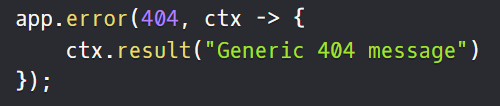 app.error(404, ctx -> {
    ctx.result("Generic 404 message")
});